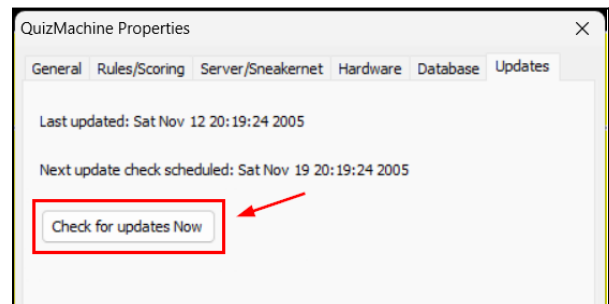 QuizMachine Properties
General Rules/Scoring Server/Sneakernet Hardware Database Updates
Last updated: Sat Nov 12 20:19:24 2005
Next update check scheduled: Sat Nov 19 20:19:24 2005
Check for updates Now